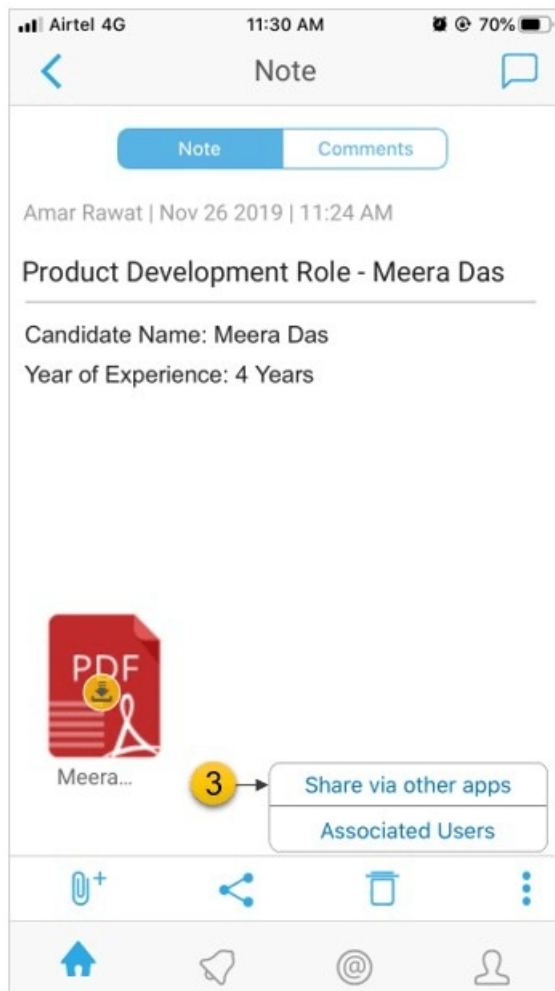 Airtel 4G 11:30 AM 70%
Note
Note Comments
Amar Rawat | Nov 26 2019 | 11:24 AM
Product Development Role - Meera Das
Candidate Name: Meera Das
Year of Experience: 4 Years
PDF
Meera...
3 Share via other apps
Associated Users